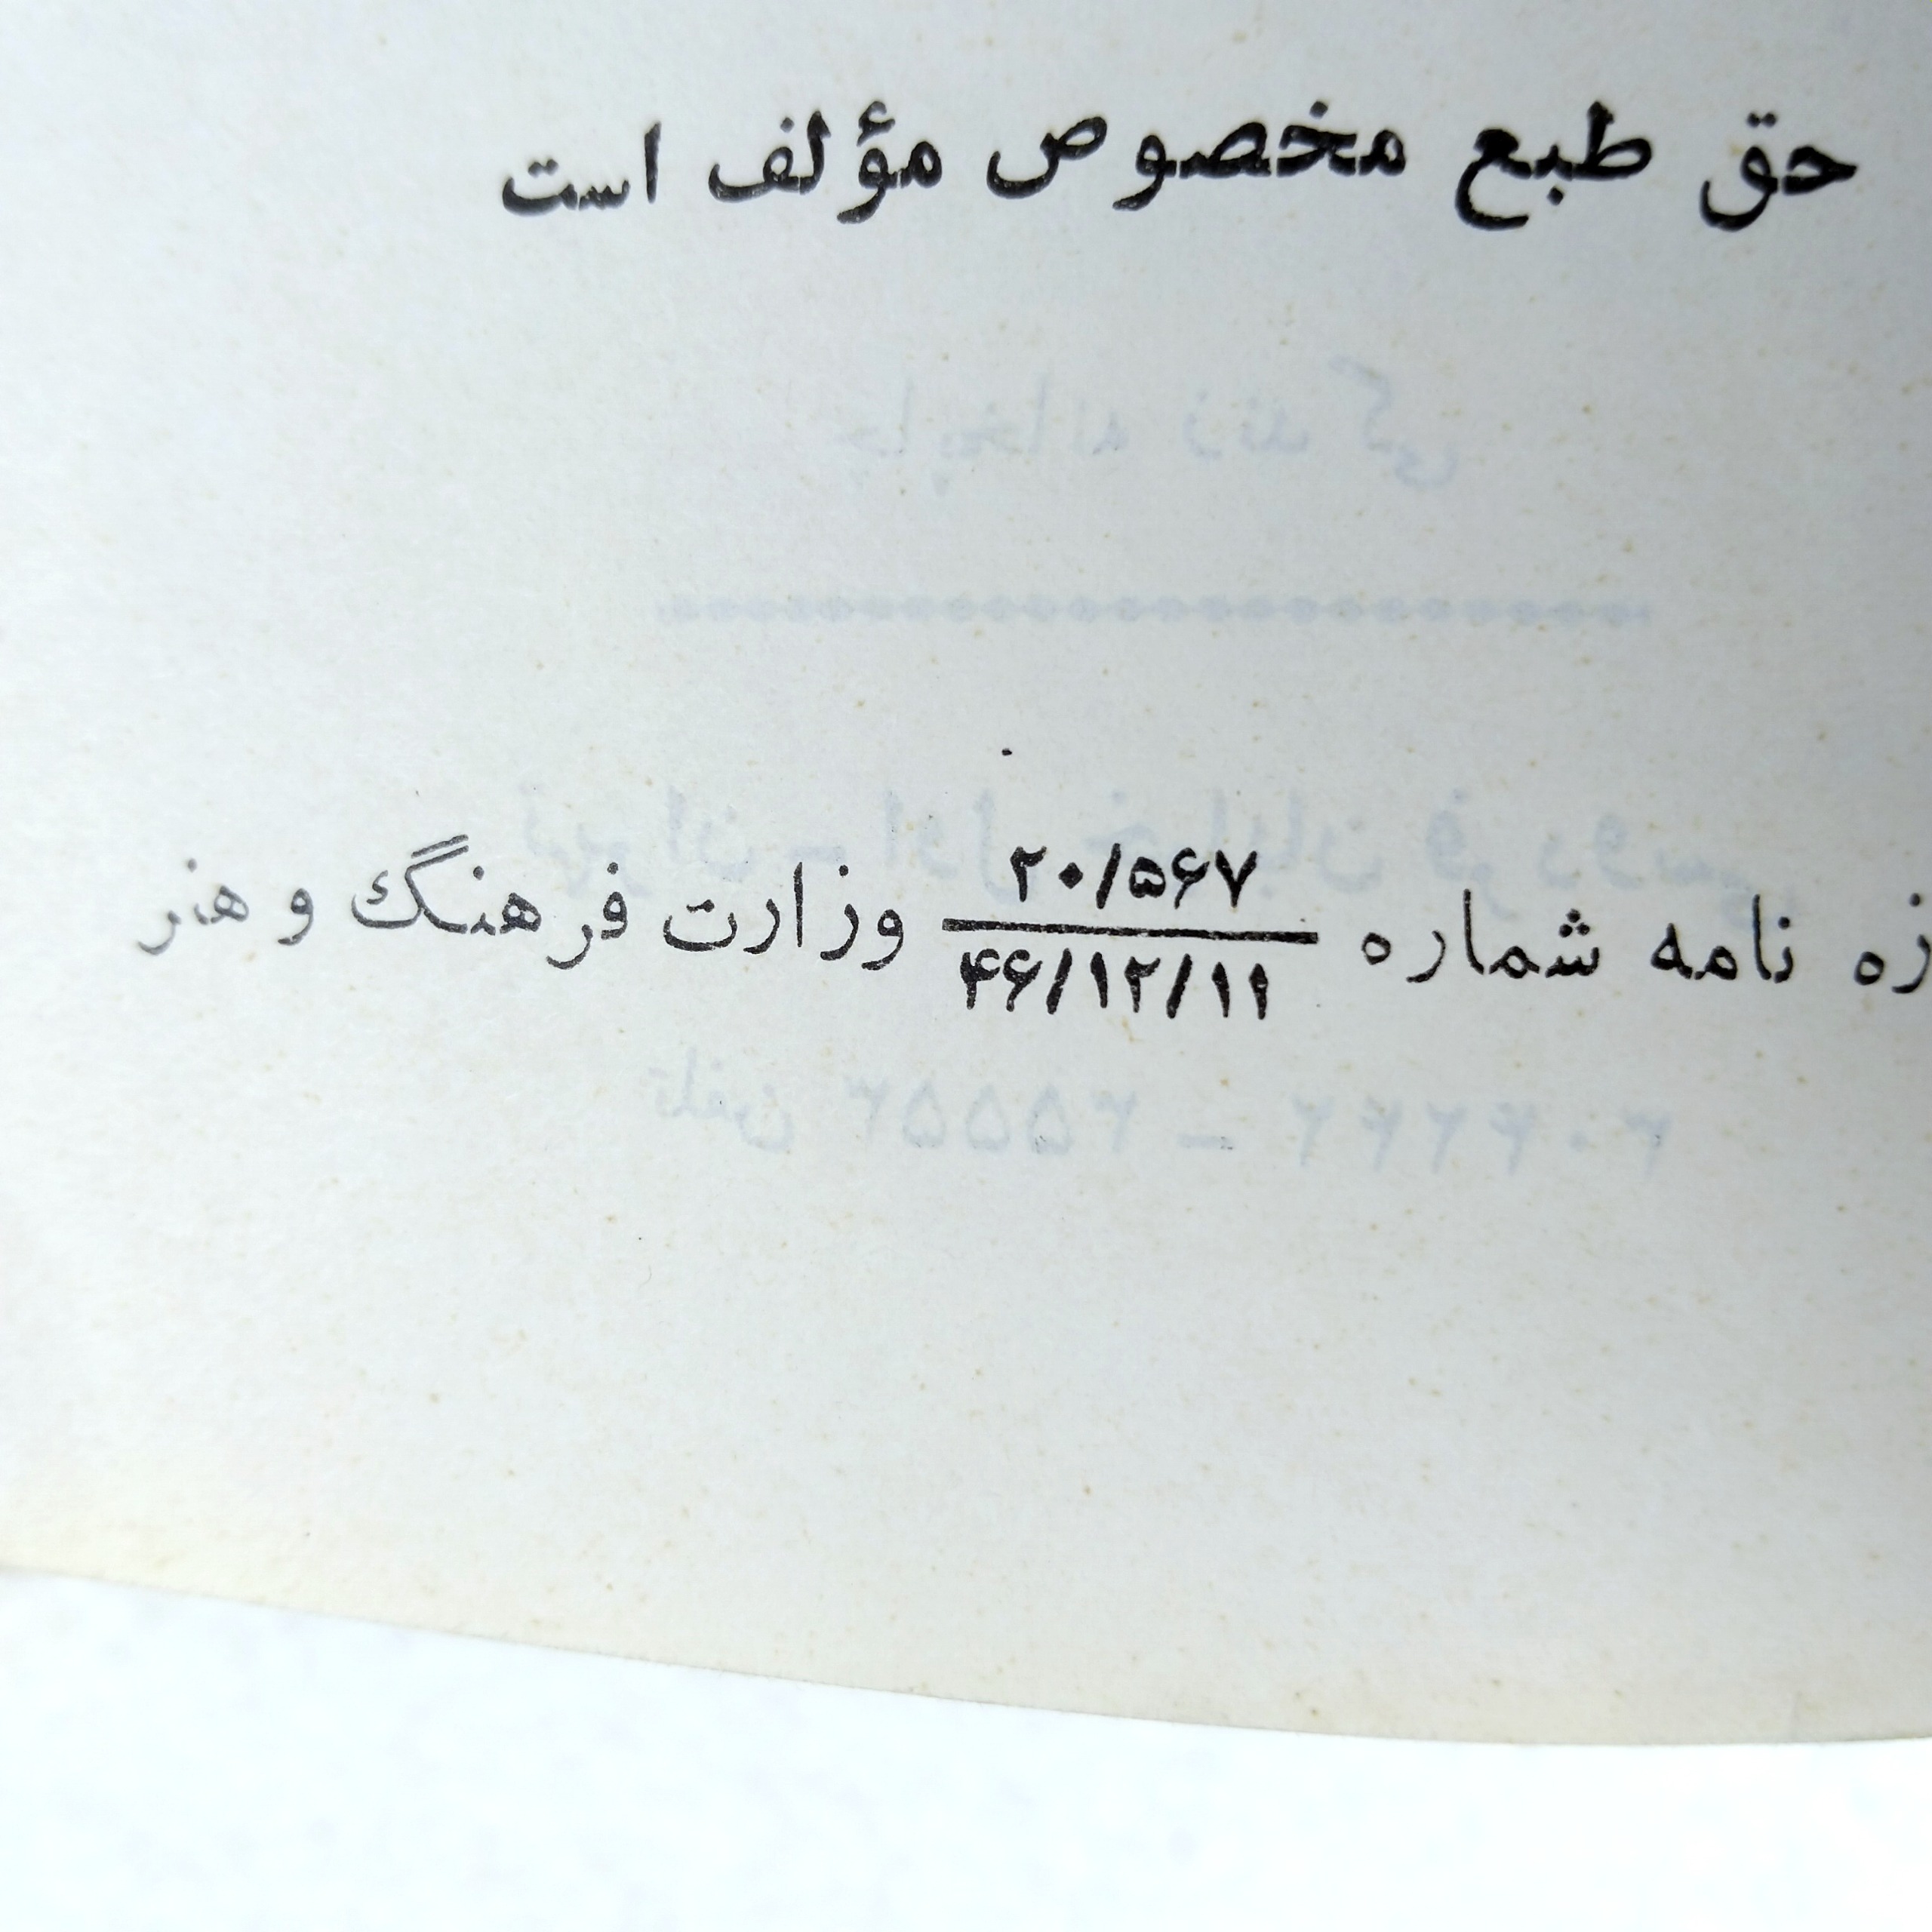 حق طبع مخصوص مؤلف است
زه نامه شماره ۲۰/۵۶۷ وزارت فرهنگ و هنر
۴۶/۱۲/۱۱